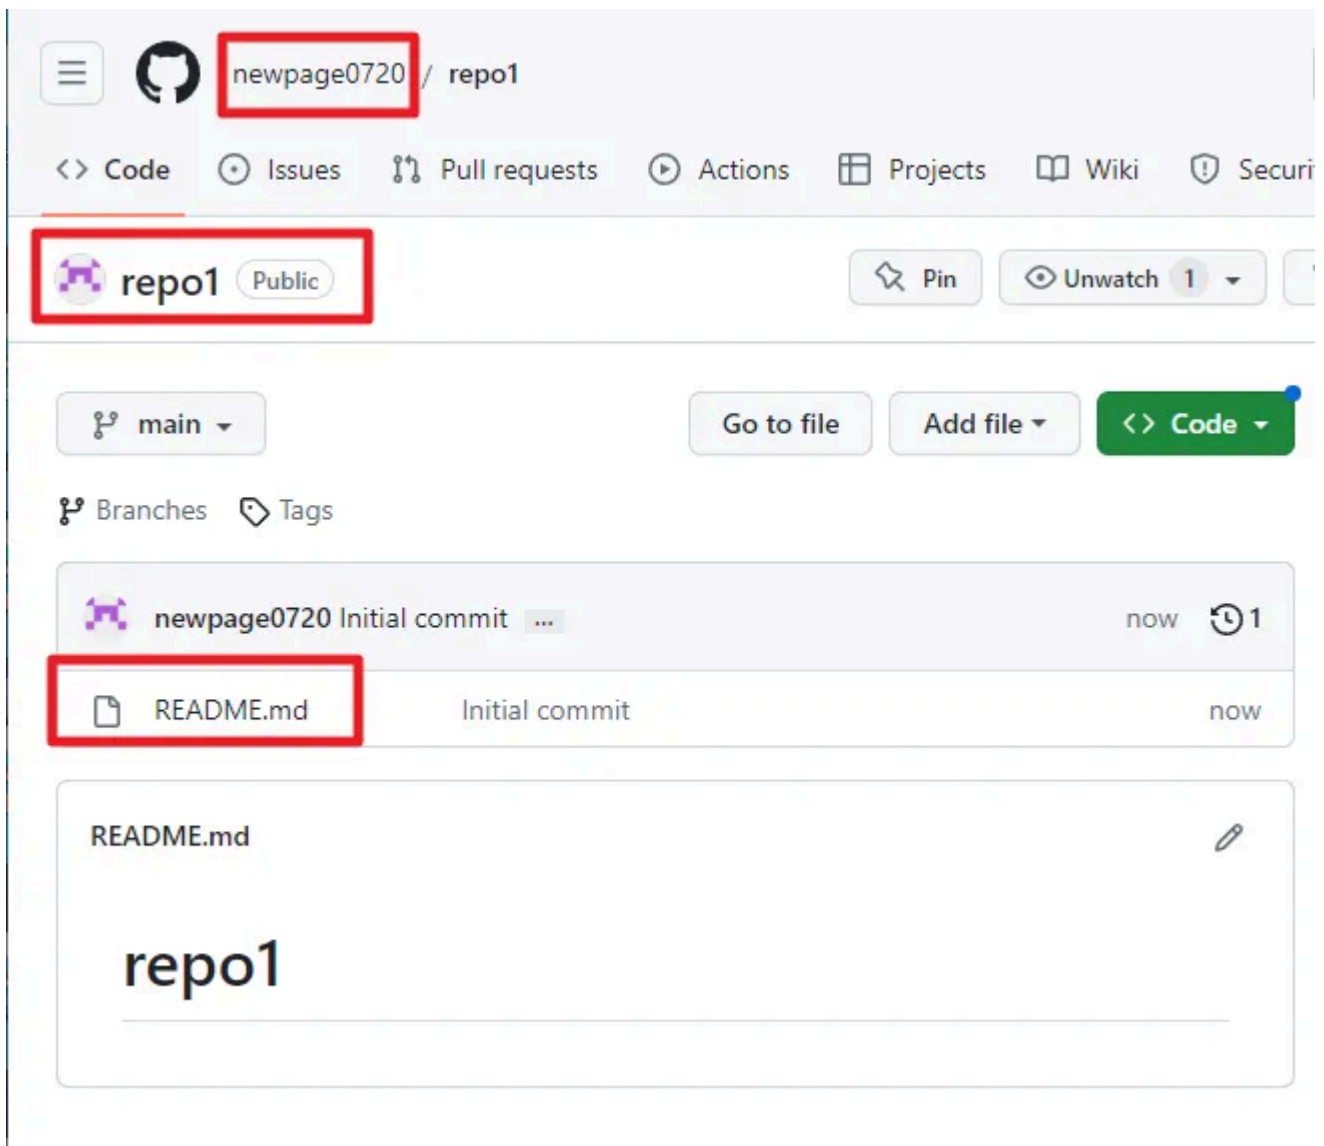 newpage0720 / repo1
<> Code Issues Pull requests Actions Projects Wiki Securi
repo1 Public Pin Unwatch 1
main Go to file Add file <> Code
Branches Tags
newpage0720 Initial commit ... now 1
README.md Initial commit now
README.md
repo1